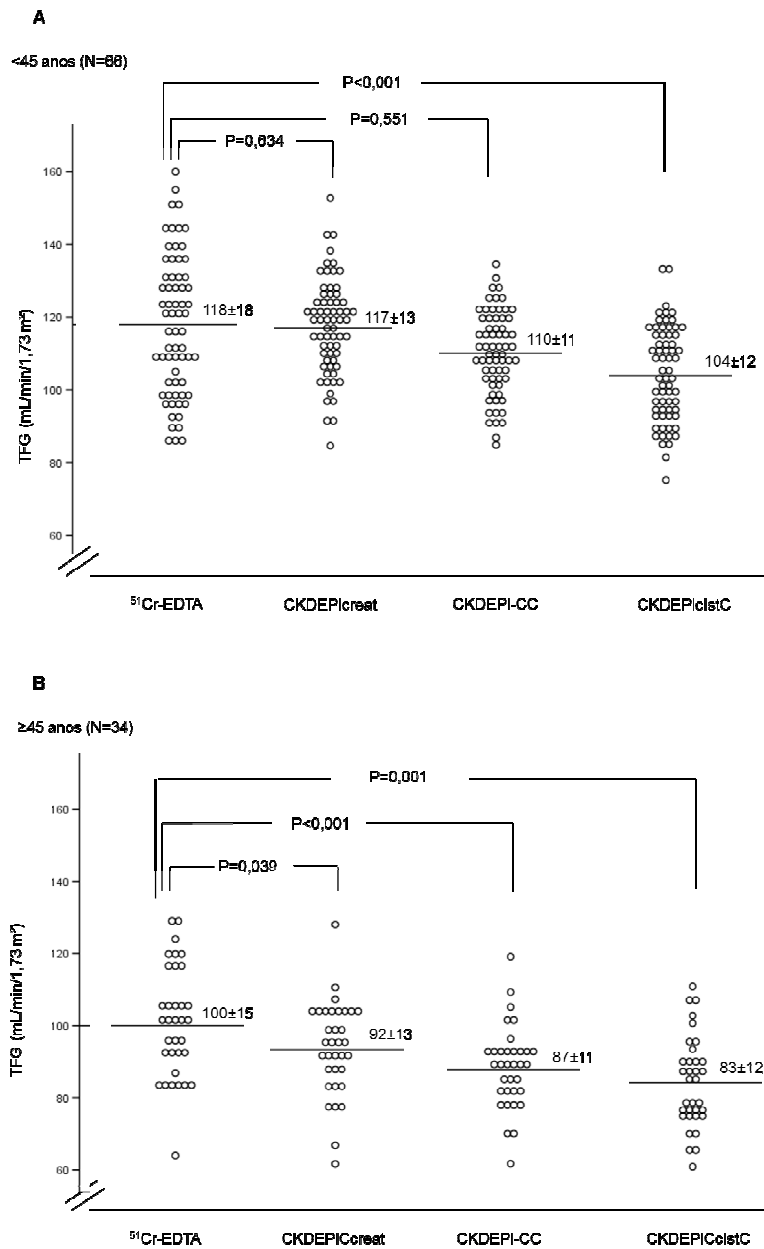 A
<45 anos (N=66)
P<0,001
P=0,551
P=0,634
160
140
120
100
80
60
TFG (mL/min/1,73 m²)
118±18
117±13
110±11
104±12
⁵¹Cr-EDTA
CKDEPIcreat
CKDEPI-CC
CKDEPIcistC
B
≥45 anos (N=34)
P=0,001
P<0,001
P=0,039
160
140
120
100
80
60
TFG (mL/min/1,73 m²)
100±15
92±13
87±11
83±12
⁵¹Cr-EDTA
CKDEPICcreat
CKDEPI-CC
CKDEPICcistC